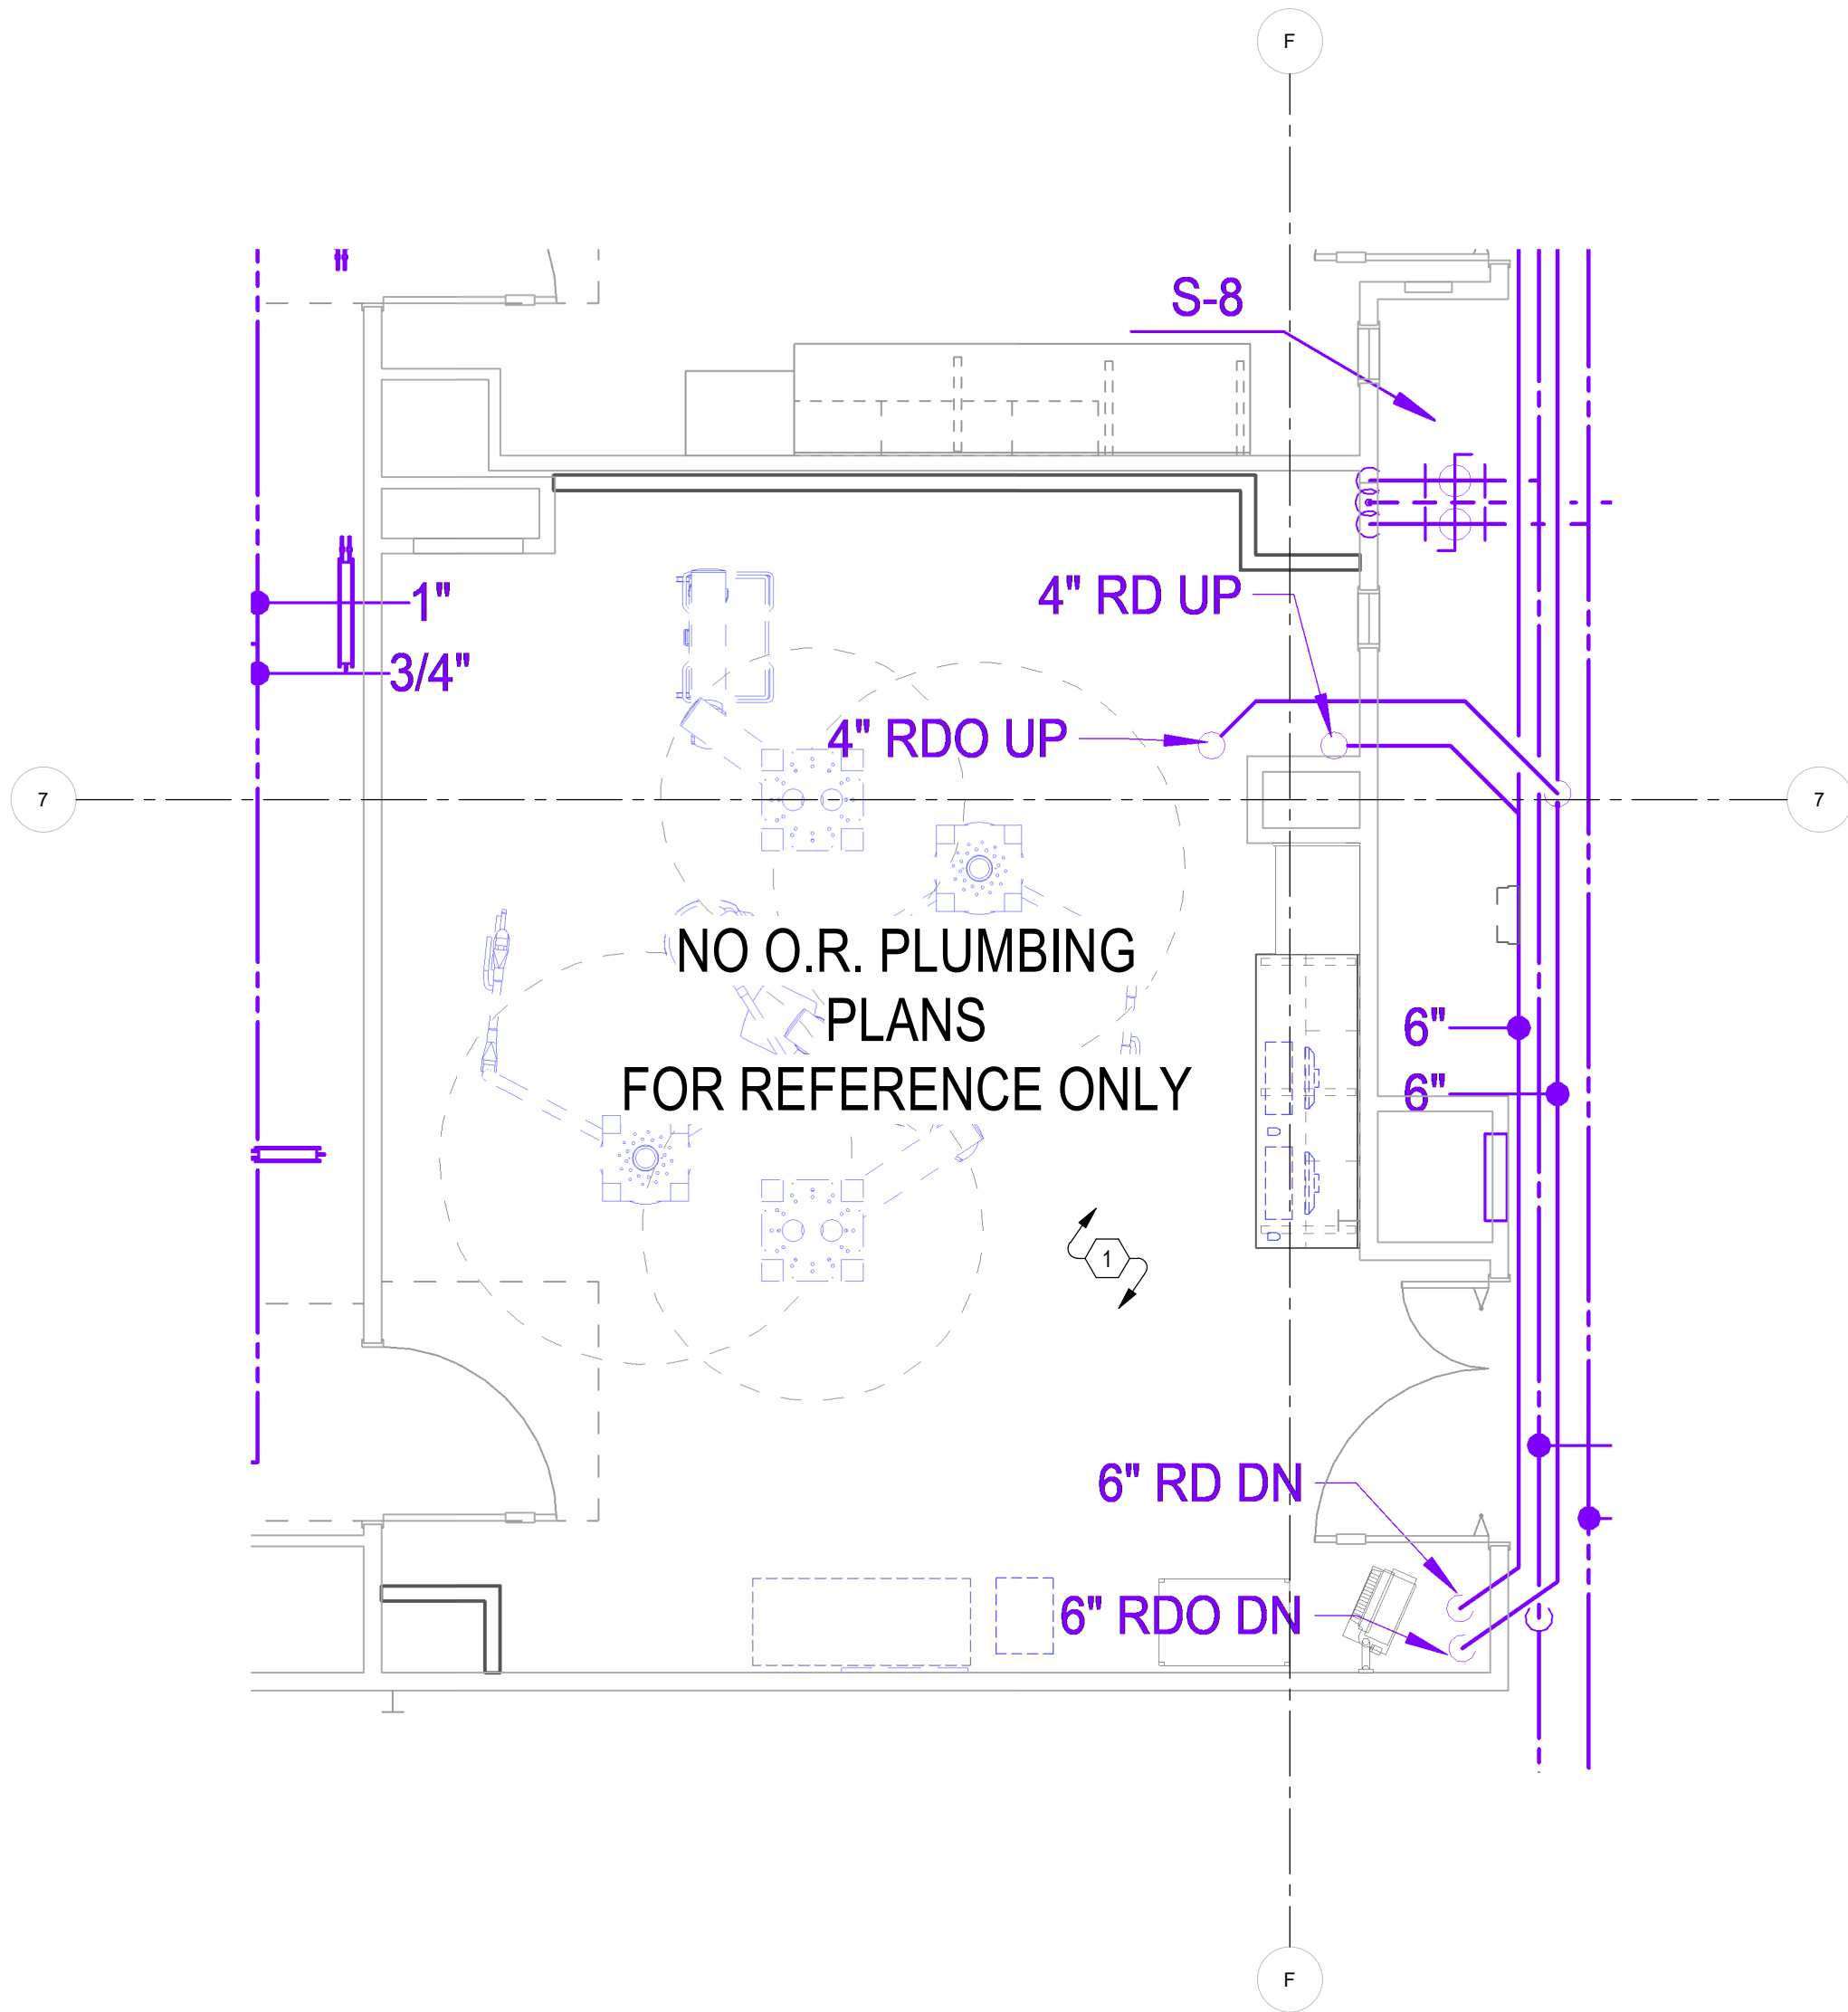 F
S-8
4" RD UP
1"
3/4"
4" RDO UP
7
7
NO O.R. PLUMBING
PLANS
FOR REFERENCE ONLY
6"
6"
1
6" RD DN
6" RDO DN
F